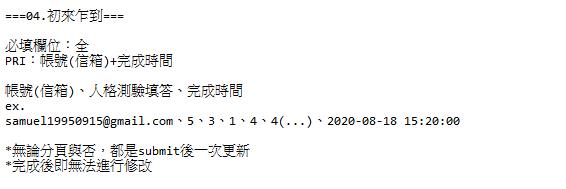 ===04.初來乍到===
必填欄位：全
PRI：帳號(信箱)+完成時間
帳號(信箱)、人格測驗填答、完成時間
ex.
samuel19950915@gmail.com、5、3、1、4、4(...)、2020-08-18 15:20:00
*無論分頁與否，都是submit後一次更新
*完成後即無法進行修改